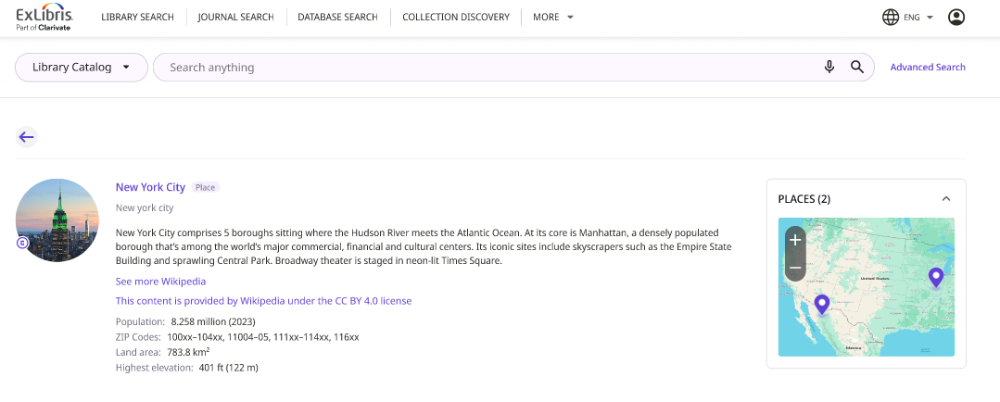 ExLibris
Part of Clarivate
LIBRARY SEARCH
JOURNAL SEARCH
DATABASE SEARCH
COLLECTION DISCOVERY
MORE
ENG
Library Catalog
Search anything
Advanced Search
New York City Place
New york city
New York City comprises 5 boroughs sitting where the Hudson River meets the Atlantic Ocean. At its core is Manhattan, a densely populated
borough that's among the world's major commercial, financial and cultural centers. Its iconic sites include skyscrapers such as the Empire State
Building and sprawling Central Park. Broadway theater is staged in neon-lit Times Square.
See more Wikipedia
This content is provided by Wikipedia under the CC BY 4.0 license
Population: 8.258 million (2023)
ZIP Codes: 100xx–104xx, 11004–05, 111xx–114xx, 116xx
Land area: 783.8 km²
Highest elevation: 401 ft (122 m)
PLACES (2)
United States
Mexico